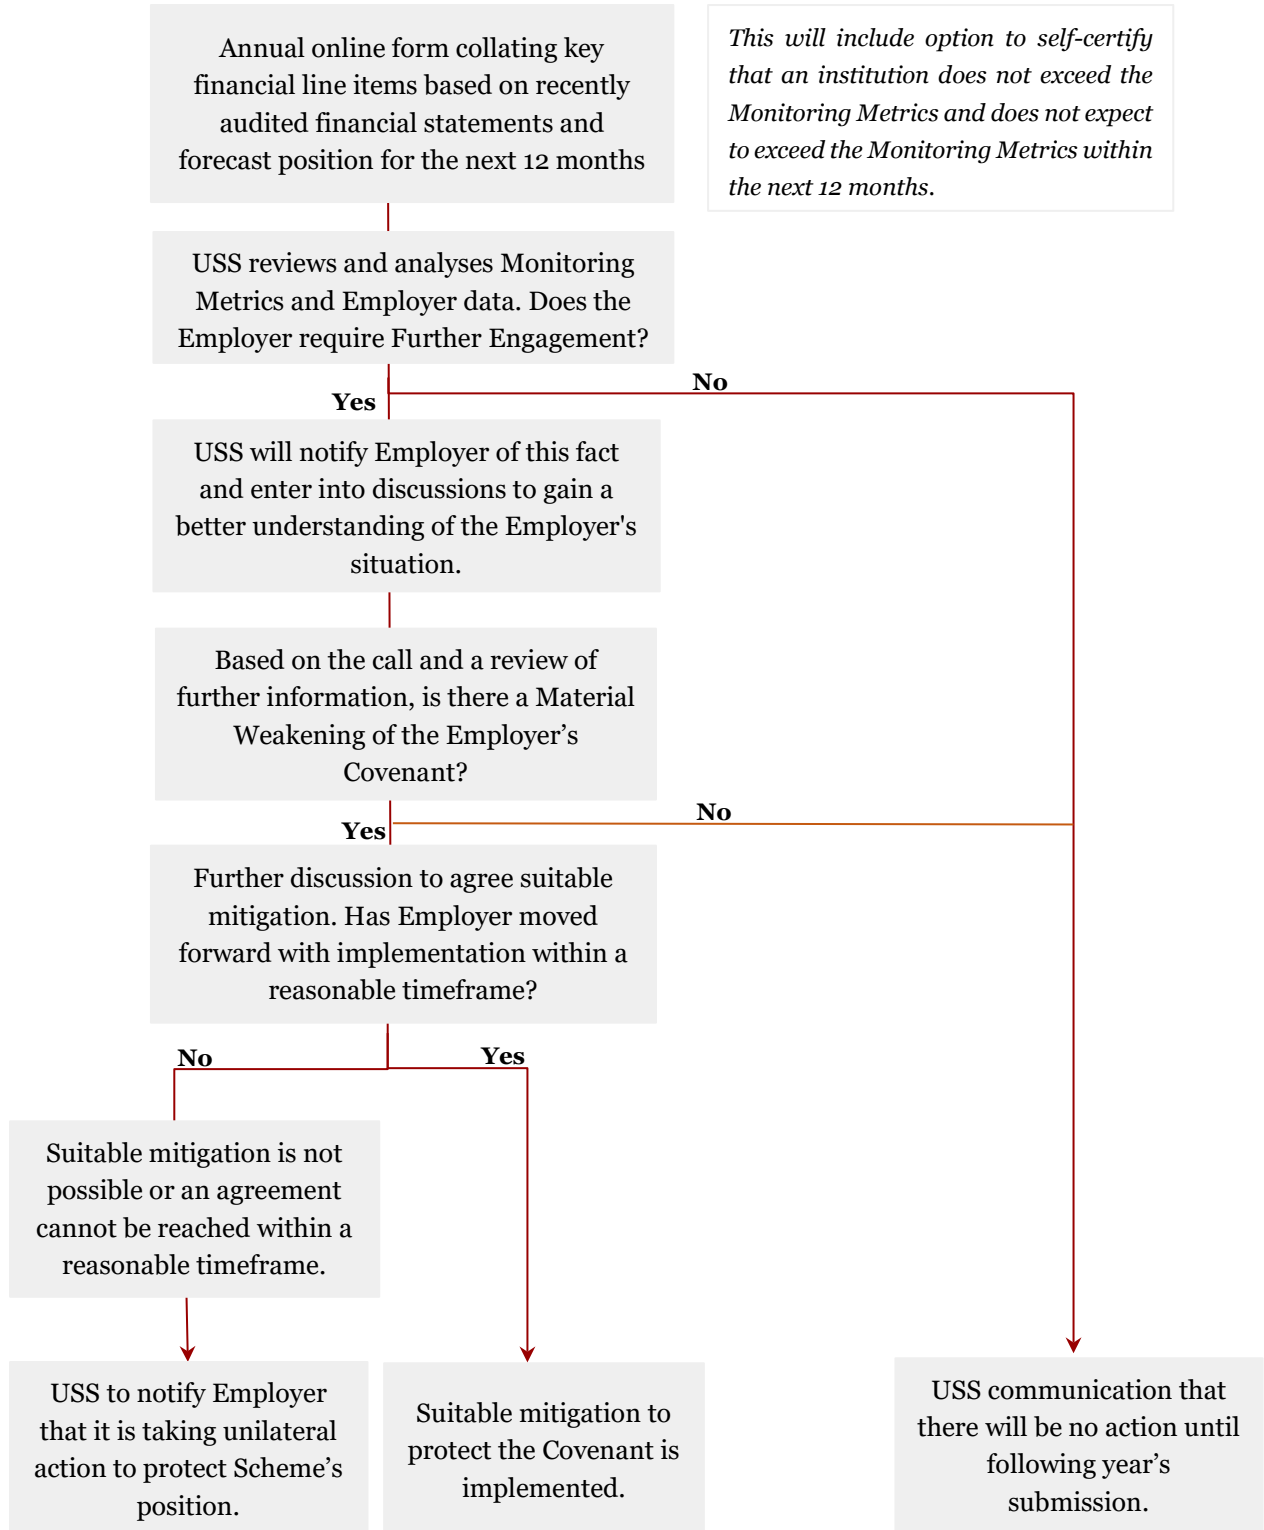 Annual online form collating key
financial line items based on recently
audited financial statements and
forecast position for the next 12 months
This will include option to self-certify
that an institution does not exceed the
Monitoring Metrics and does not expect
to exceed the Monitoring Metrics within
the next 12 months.
USS reviews and analyses Monitoring
Metrics and Employer data. Does the
Employer require Further Engagement?
No
Yes
USS will notify Employer of this fact
and enter into discussions to gain a
better understanding of the Employer's
situation.
Based on the call and a review of
further information, is there a Material
Weakening of the Employer’s
Covenant?
No
Yes
Further discussion to agree suitable
mitigation. Has Employer moved
forward with implementation within a
reasonable timeframe?
No
Yes
Suitable mitigation is not
possible or an agreement
cannot be reached within a
reasonable timeframe.
USS to notify Employer
that it is taking unilateral
action to protect Scheme’s
position.
Suitable mitigation to
protect the Covenant is
implemented.
USS communication that
there will be no action until
following year’s
submission.